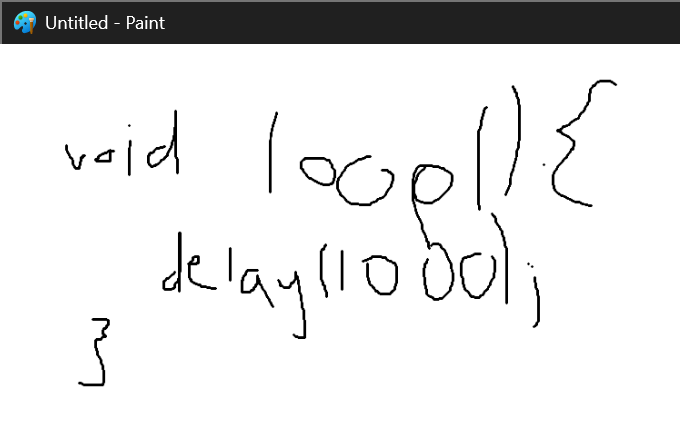 Untitled - Paint
void loop(){
delay(1000);
}